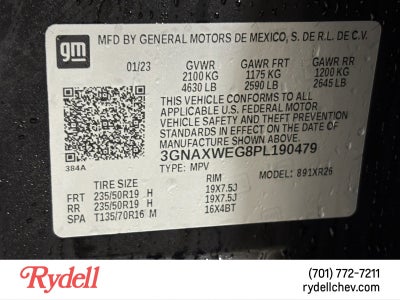 gm
MFD BY GENERAL MOTORS DE MEXICO, S. DE R.L. DE C.V.
01/23 GVWR GAWR FRT GAWR RR
2100 KG 1175 KG 1200 KG
4630 LB 2590 LB 2645 LB
THIS VEHICLE CONFORMS TO ALL
APPLICABLE U.S. FEDERAL MOTOR
VEHICLE SAFETY AND THEFT PREVENTION
STANDARDS IN EFFECT ON THE DATE OF
MANUFACTURE SHOWN ABOVE.
384A
3GNAXWEG8PL190479
TYPE: MPV MODEL: 891XR26
TIRE SIZE RIM
FRT 235/50R19 H 19X7.5J
RR 235/50R19 H 19X7.5J
SPA T135/70R16 M 16X4BT
Rydell
(701) 772-7211
rydellchev.com